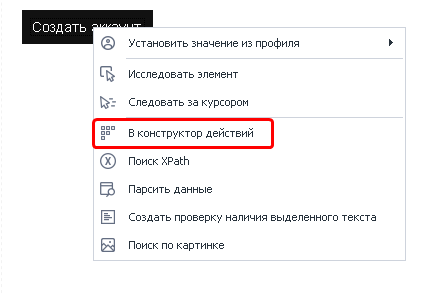 Создать аккаунт
Установить значение из профиля
Исследовать элемент
Следовать за курсором
В конструктор действий
Поиск XPath
Парсить данные
Создать проверку наличия выделенного текста
Поиск по картинке